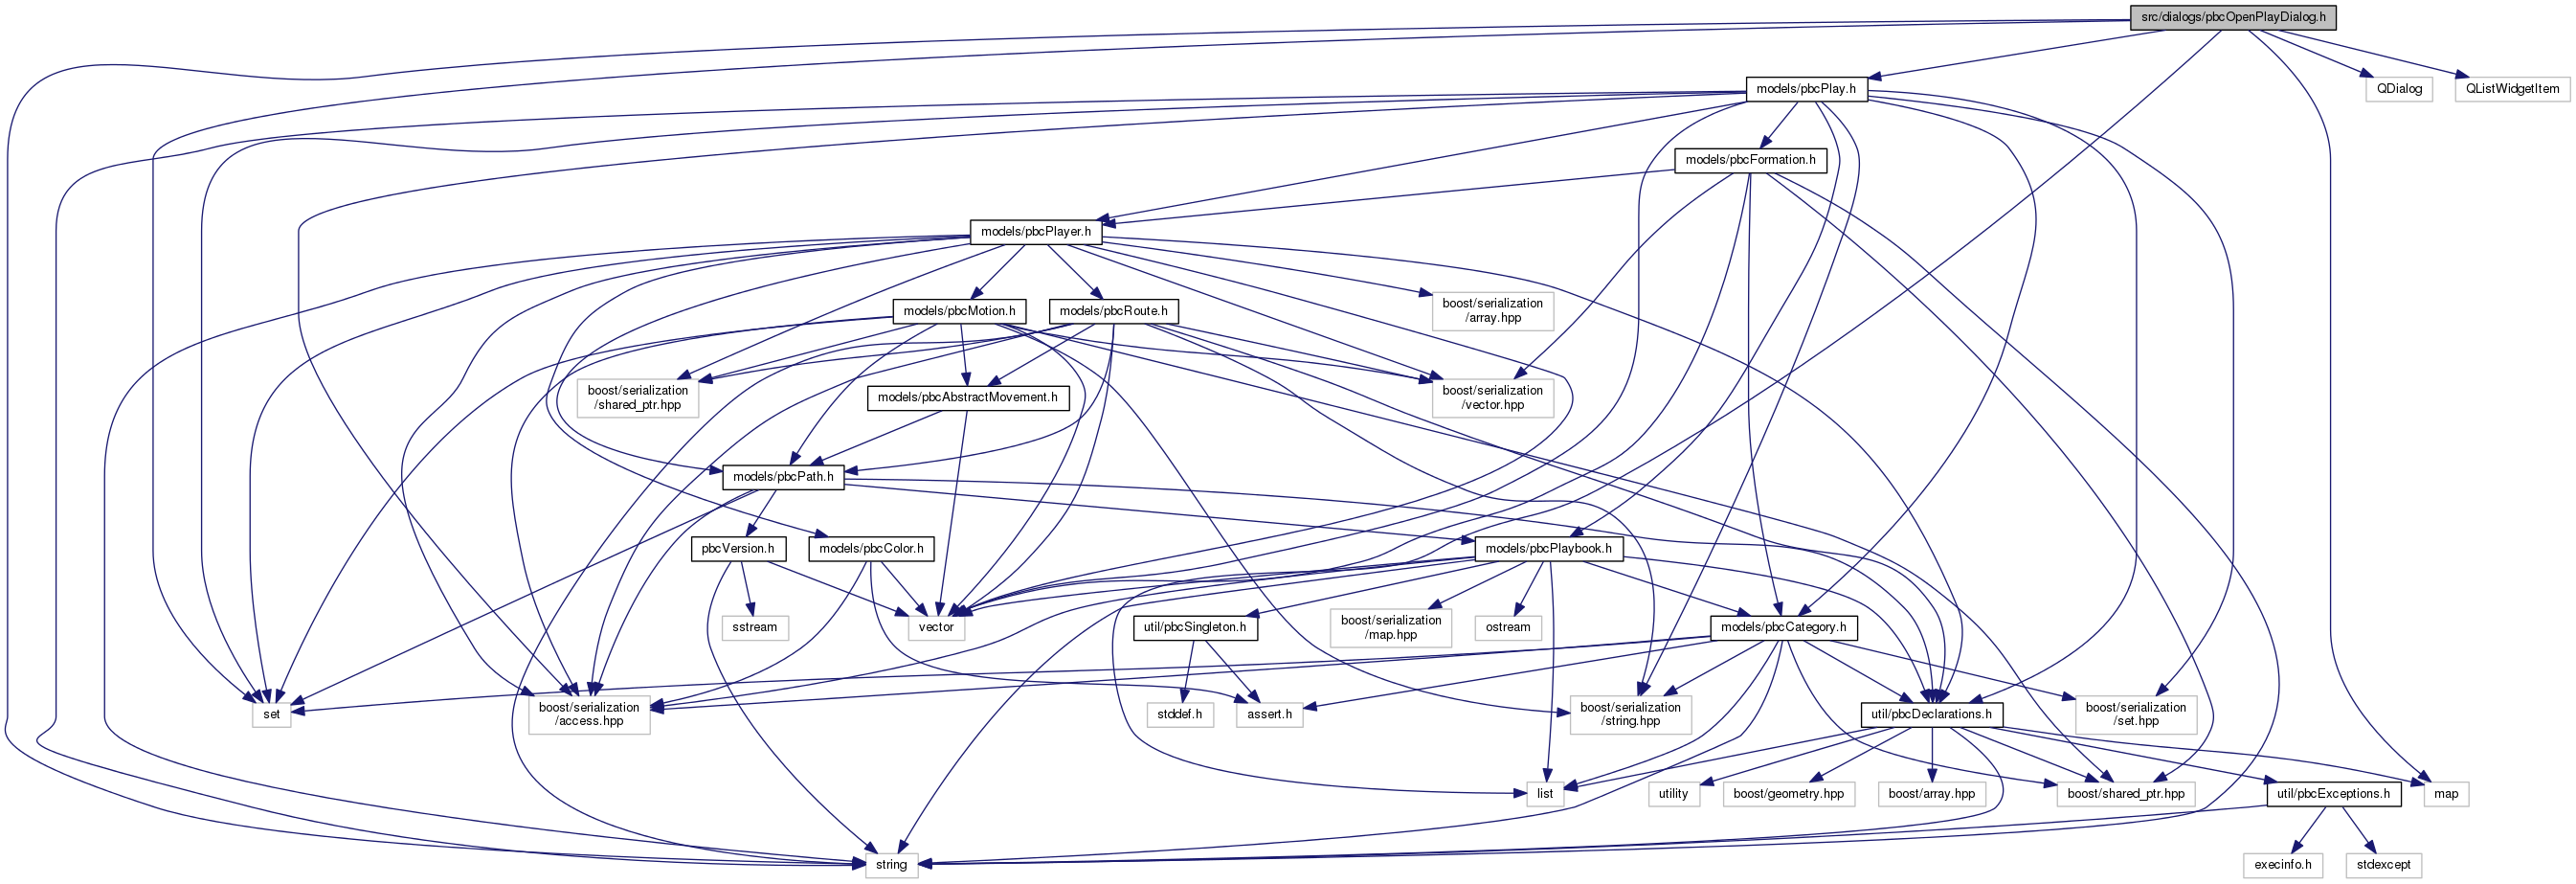 src/dialogs/pbcOpenPlayDialog.h
models/pbcPlay.h
QDialog
QListWidgetItem
models/pbcFormation.h
models/pbcPlayer.h
models/pbcMotion.h
models/pbcRoute.h
boost/serialization
/array.hpp
boost/serialization
/shared_ptr.hpp
models/pbcAbstractMovement.h
boost/serialization
/vector.hpp
models/pbcPath.h
pbcVersion.h
models/pbcColor.h
models/pbcPlaybook.h
sstream
vector
util/pbcSingleton.h
boost/serialization
/map.hpp
ostream
models/pbcCategory.h
set
boost/serialization
/access.hpp
stddef.h
assert.h
boost/serialization
/string.hpp
util/pbcDeclarations.h
boost/serialization
/set.hpp
list
utility
boost/geometry.hpp
boost/array.hpp
boost/shared_ptr.hpp
util/pbcExceptions.h
map
string
execinfo.h
stdexcept